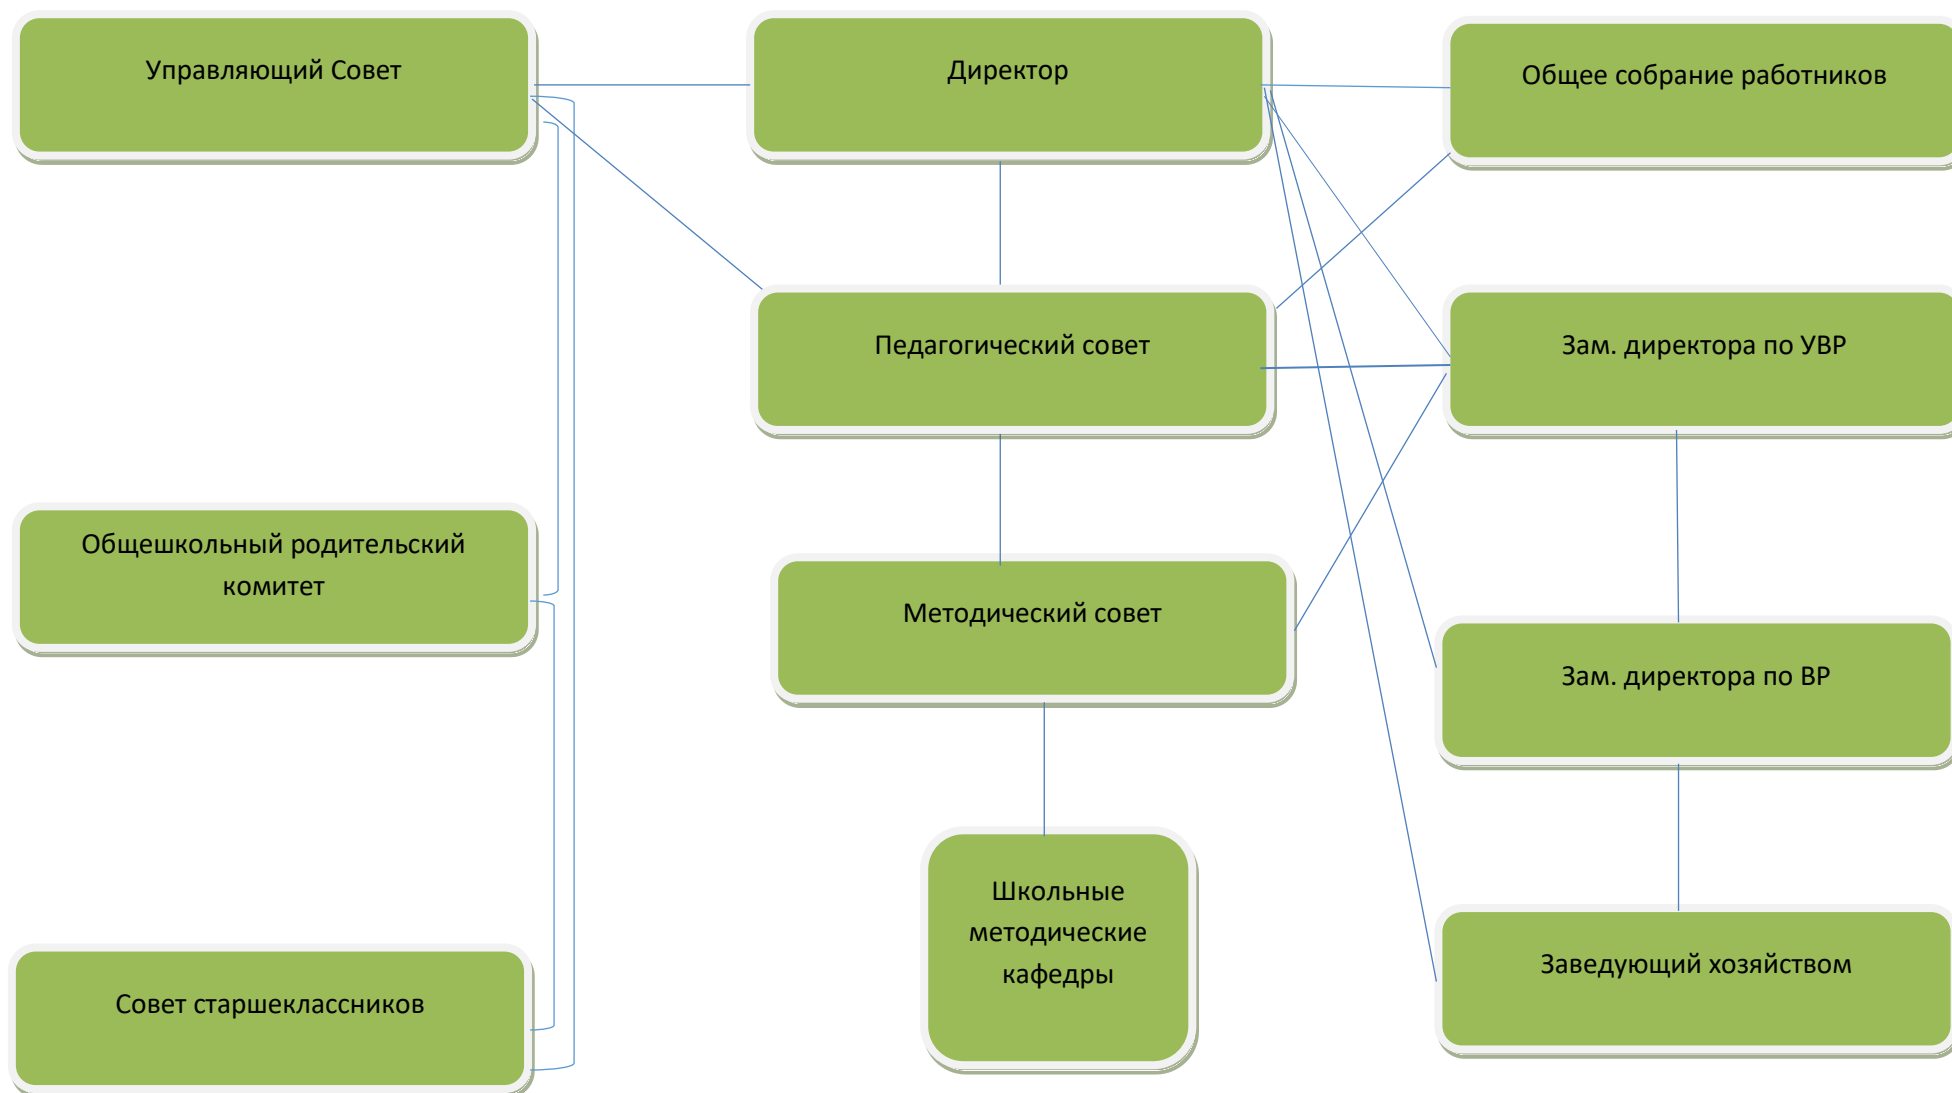 Управляющий Совет
Директор
Общее собрание работников
Педагогический совет
Зам. директора по УВР
Общешкольный родительский
комитет
Методический совет
Зам. директора по ВР
Школьные
методические
кафедры
Заведующий хозяйством
Совет старшеклассников